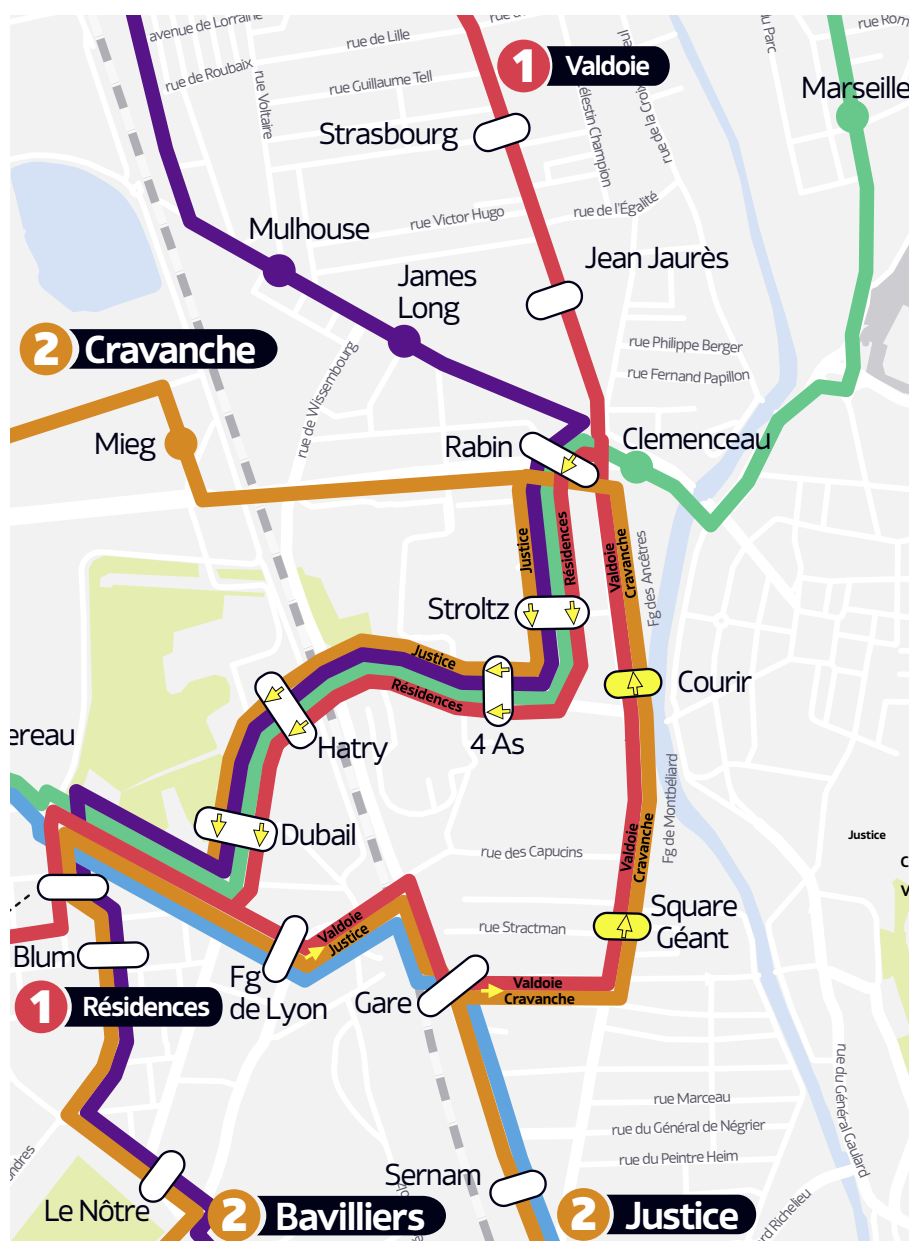 avenue de Lorraine
rue de Lille
rue de Roubaix
rue Voltaire
rue Guillaume Tell
1 Valdoie
du Parc
rue Rom
Marseille
Strasbourg
élestin Champion
rue de la Croix
rue Victor Hugo
rue de l'Égalité
Mulhouse
James
Long
Jean Jaurès
2 Cravanche
rue de Wissembourg
rue Philippe Berger
rue Fernand Papillon
Mieg
Rabin
Clemenceau
Justice
Résidences
Valdoie
Cravanche
Fg des Ancêtres
Stroltz
Justice
Résidences
Courir
ereau
Hatry
4 As
Dubail
Fg de Montbéliard
Valdoie
Cravanche
Justice
C
V
rue des Capucins
rue Stractman
Square
Géant
Valdoie
Justice
Blum
Fg
de Lyon
Gare
Valdoie
Cravanche
1 Résidences
rue Marceau
rue du Général de Négrier
rue du Peintre Heim
rue du Général Gaulard
ondres
Sernam
Le Nôtre
2 Bavilliers
2 Justice
ard Richelieu